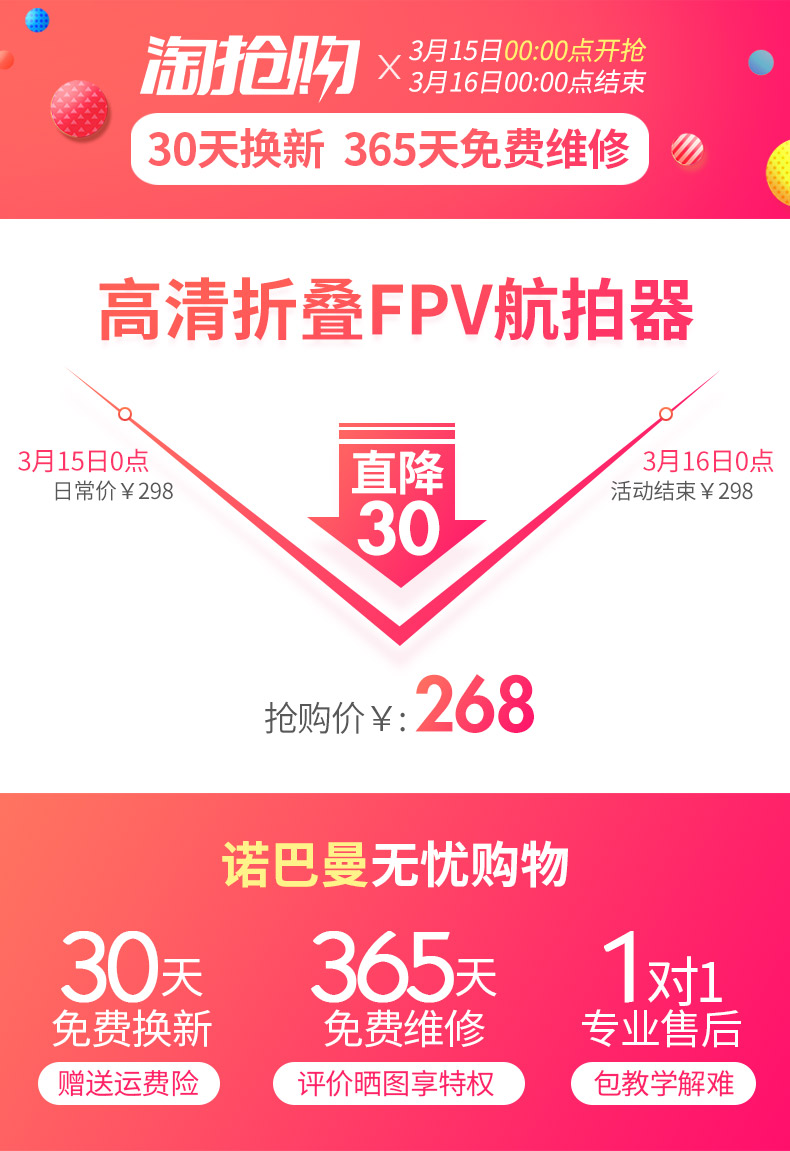 淘抢购
×
3月15日00:00点开抢
3月16日00:00点结束
30天换新 365天免费维修
高清折叠FPV航拍器
3月15日0点
日常价￥298
直降
30
3月16日0点
活动结束￥298
抢购价￥:268
诺巴曼无忧购物
30天
免费换新
赠送运费险
365天
免费维修
评价晒图享特权
1对1
专业售后
包教学解难